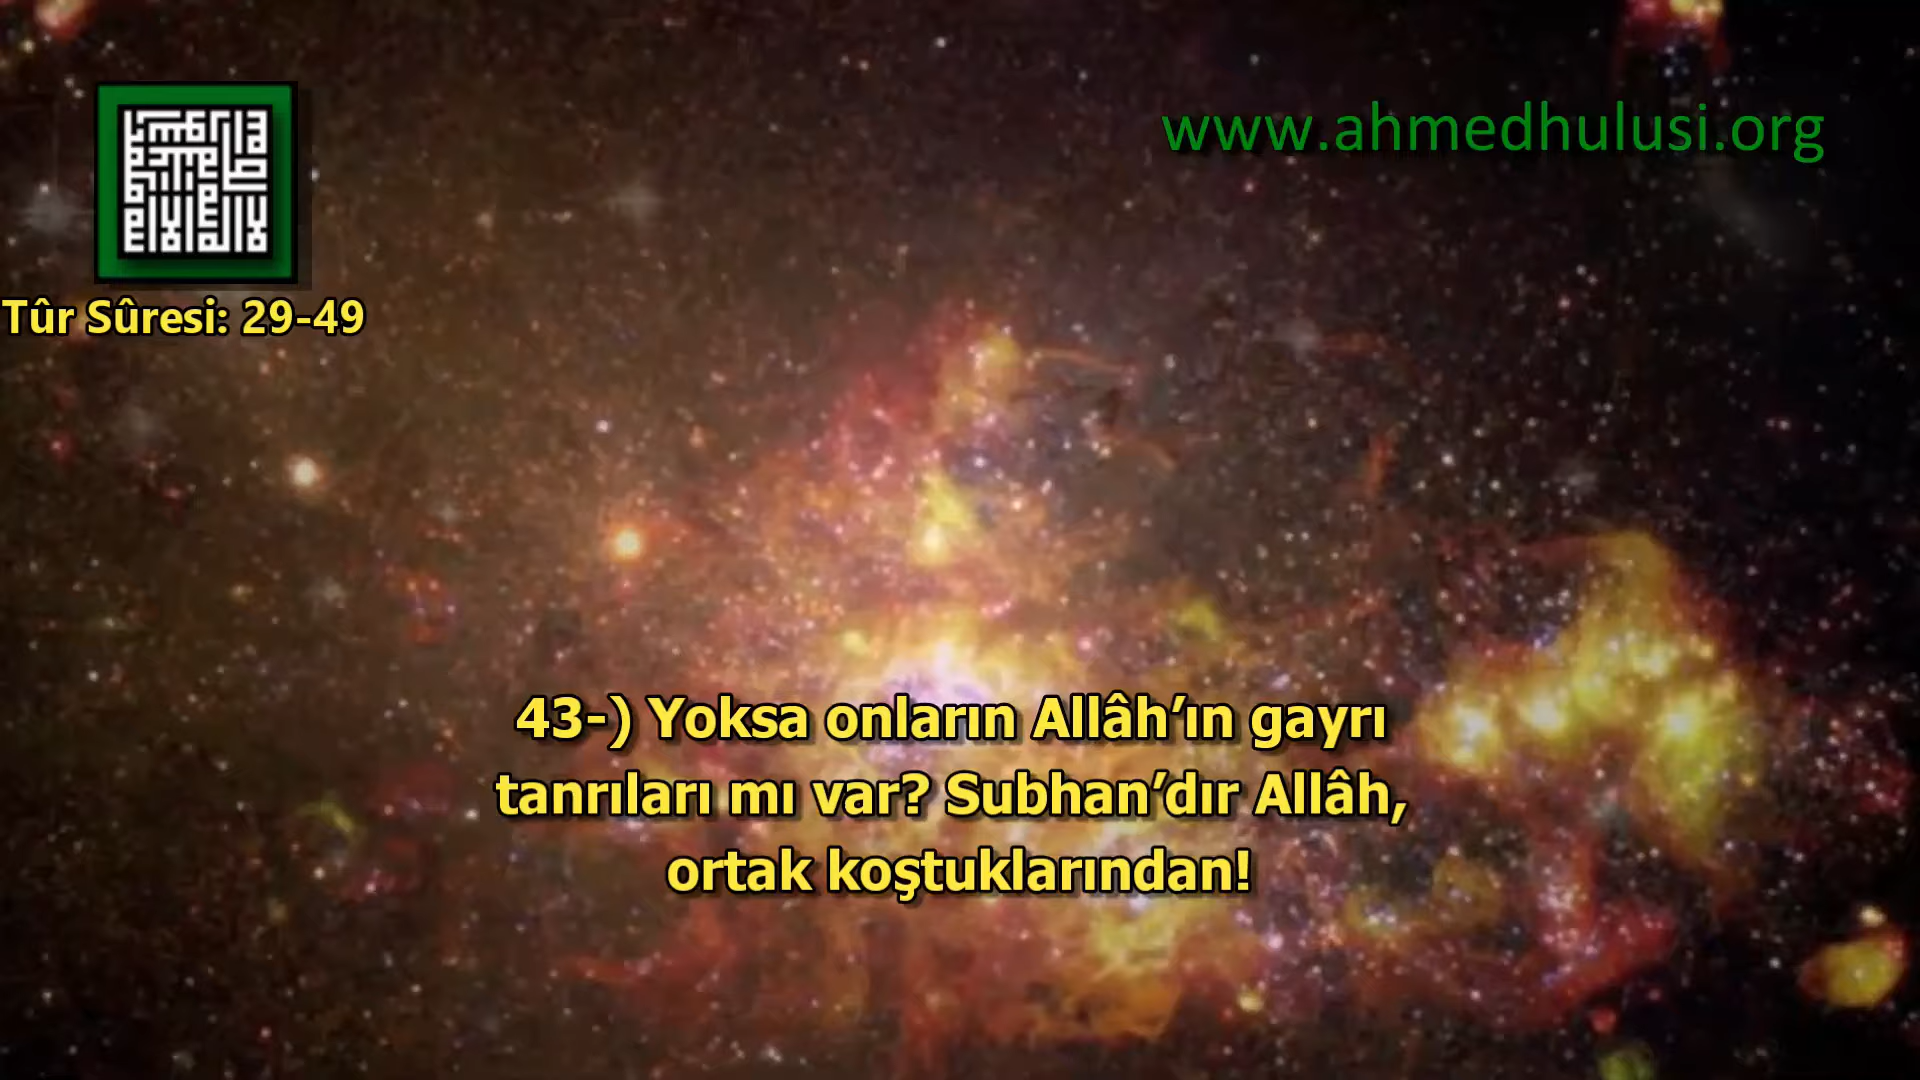 www.ahmedhulusi.org
Tûr Sûresi: 29-49
43-) Yoksa onların Allâh’ın gayrı
tanrıları mı var? Subhan’dır Allâh,
ortak koştuklarından!